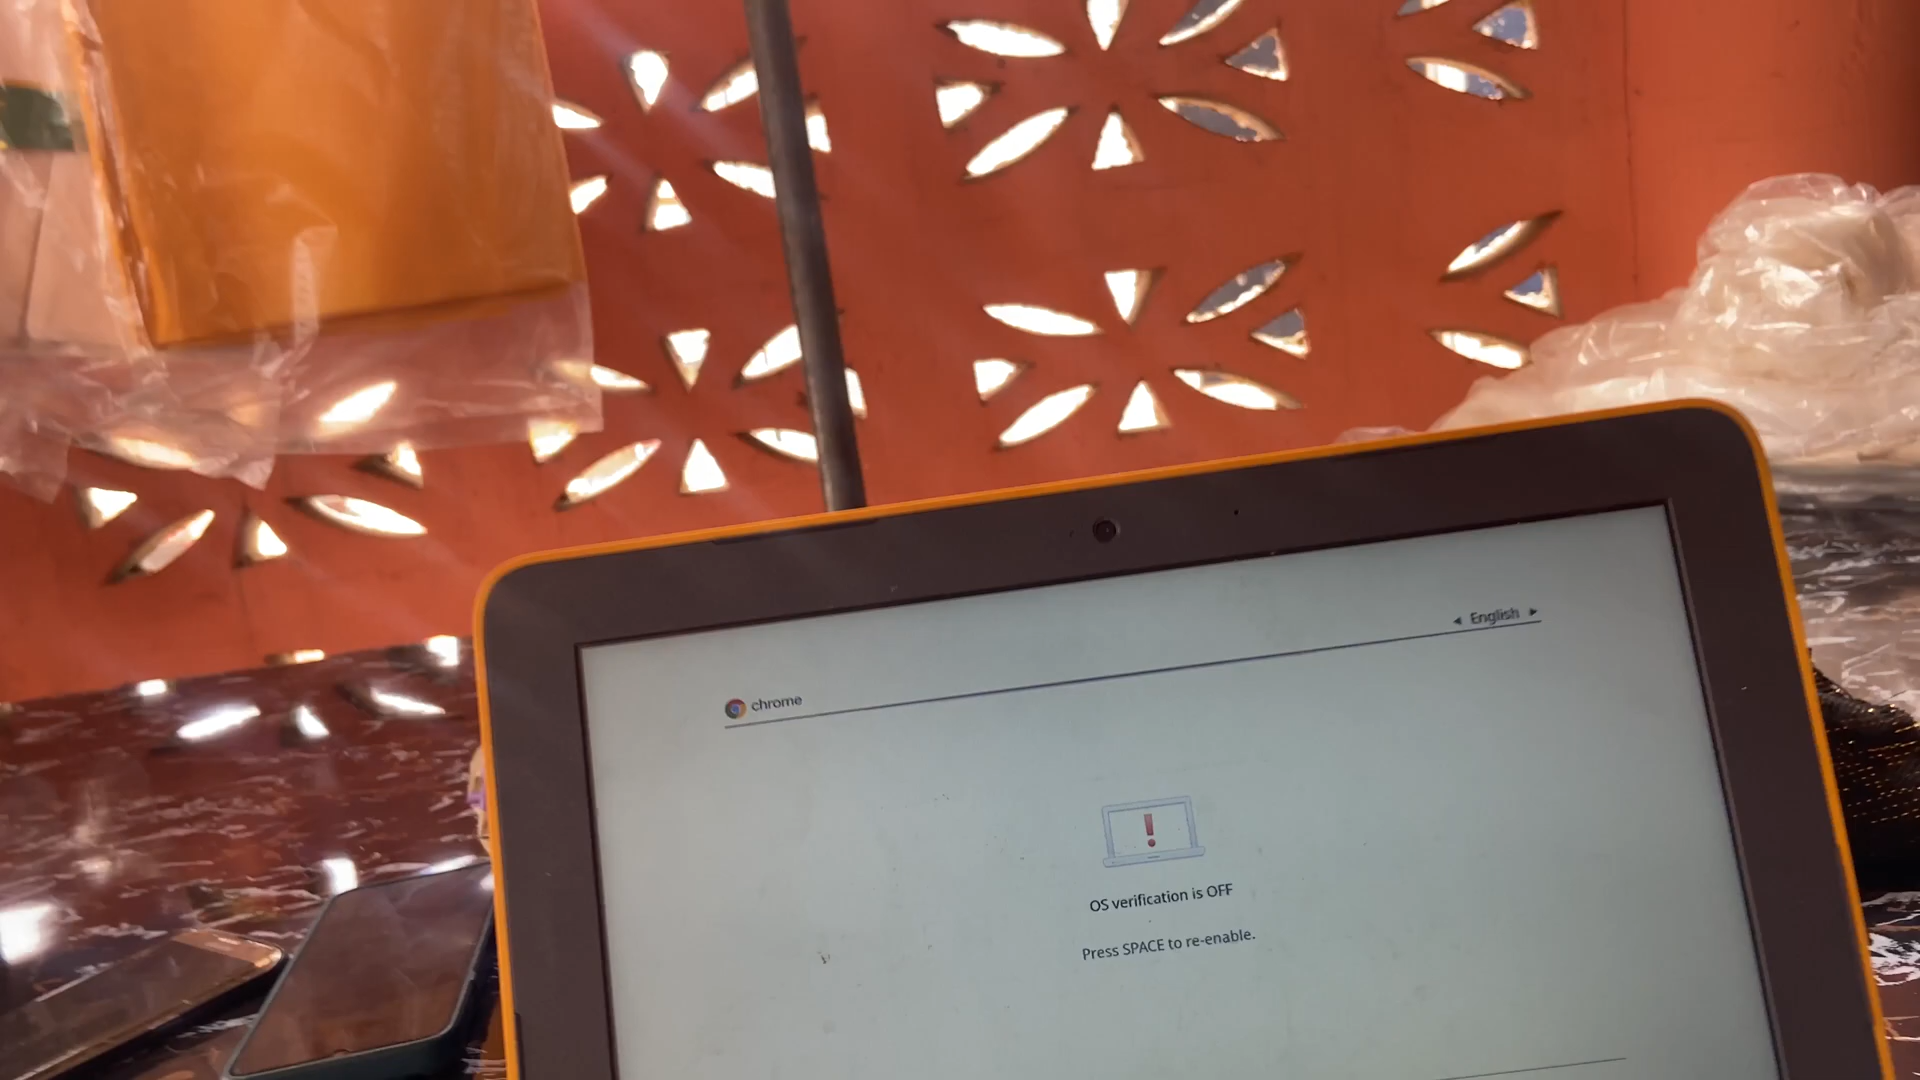 ◄ English ►
chrome
OS verification is OFF
Press SPACE to re-enable.